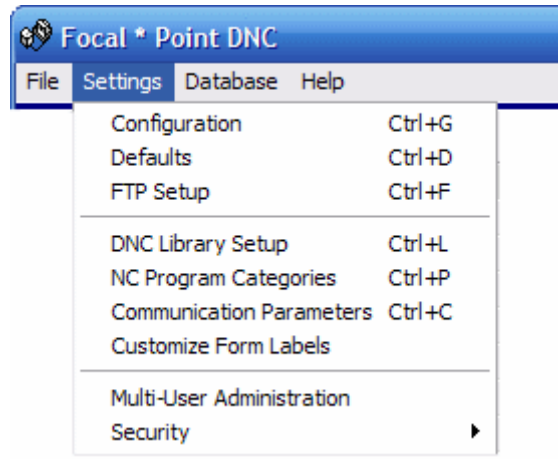 Focal * Point DNC
File Settings Database Help
Configuration Ctrl+G
Defaults Ctrl+D
FTP Setup Ctrl+F
DNC Library Setup Ctrl+L
NC Program Categories Ctrl+P
Communication Parameters Ctrl+C
Customize Form Labels
Multi-User Administration
Security